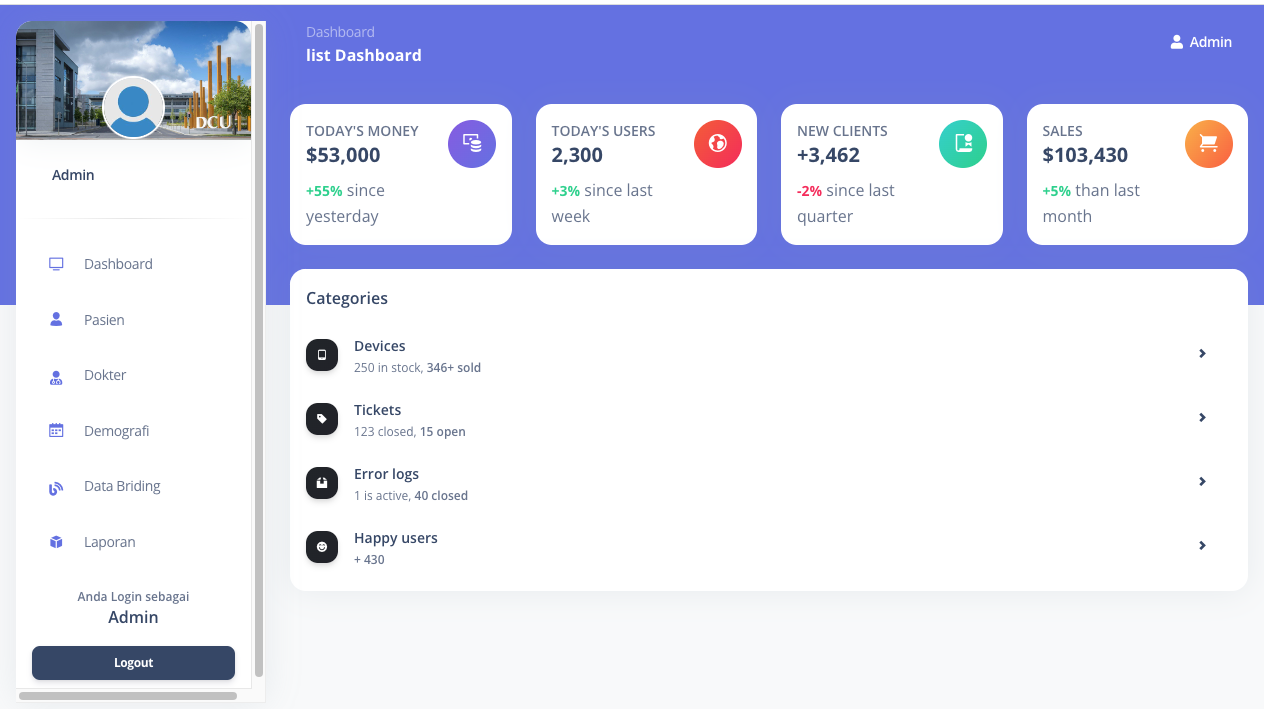 DCU
Admin
Dashboard
Pasien
Dokter
Demografi
Data Briding
Laporan
Anda Login sebagai
Admin
Logout
Dashboard
list Dashboard
Admin
TODAY'S MONEY
$53,000
+55% since
yesterday
TODAY'S USERS
2,300
+3% since last
week
NEW CLIENTS
+3,462
-2% since last
quarter
SALES
$103,430
+5% than last
month
Categories
Devices
250 in stock, 346+ sold
Tickets
123 closed, 15 open
Error logs
1 is active, 40 closed
Happy users
+ 430